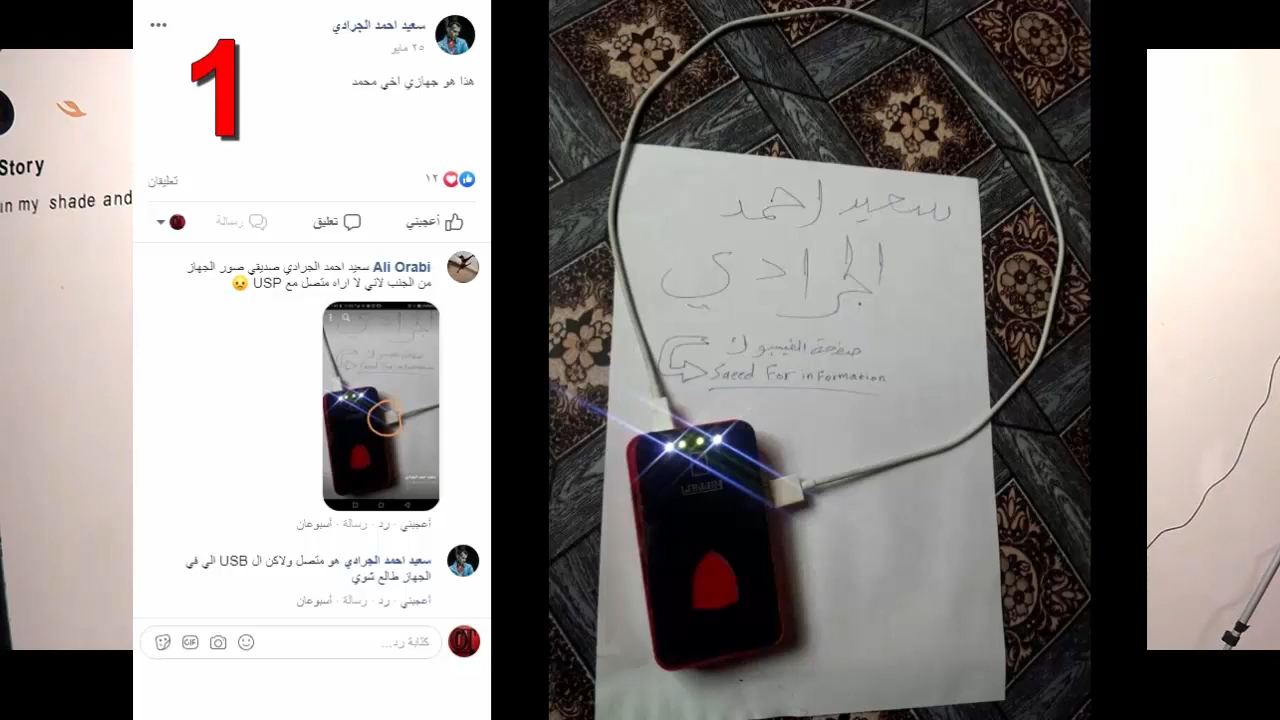 Story
in my shade and
سعيد احمد الجرادي
٢٥ مايو
1
هذا هو جهازي اخي محمد
١٢
تعليقان
أعجبني
تعليق
رسالة
Ali Orabi سعيد احمد الجرادي صديقي صور الجهاز
من الجنب لاني لا اراه متصل مع USP
أعجبني · رد · رسالة · أسبوعان
سعيد احمد الجرادي هو متصل ولاكن ال USB الي في
الجهاز طالع شوي
أعجبني · رد · رسالة · أسبوعان
كتابة رد...
GIF
سعيد احمد
الجرادي
صفحة الفيسبوك
Saeed For information